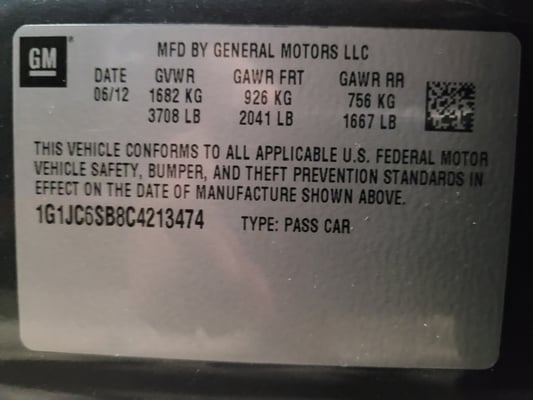 GM
MFD BY GENERAL MOTORS LLC
DATE GVWR GAWR FRT GAWR RR
06/12 1682 KG 926 KG 756 KG
3708 LB 2041 LB 1667 LB
THIS VEHICLE CONFORMS TO ALL APPLICABLE U.S. FEDERAL MOTOR
VEHICLE SAFETY, BUMPER, AND THEFT PREVENTION STANDARDS IN
EFFECT ON THE DATE OF MANUFACTURE SHOWN ABOVE.
1G1JC6SB8C4213474 TYPE: PASS CAR